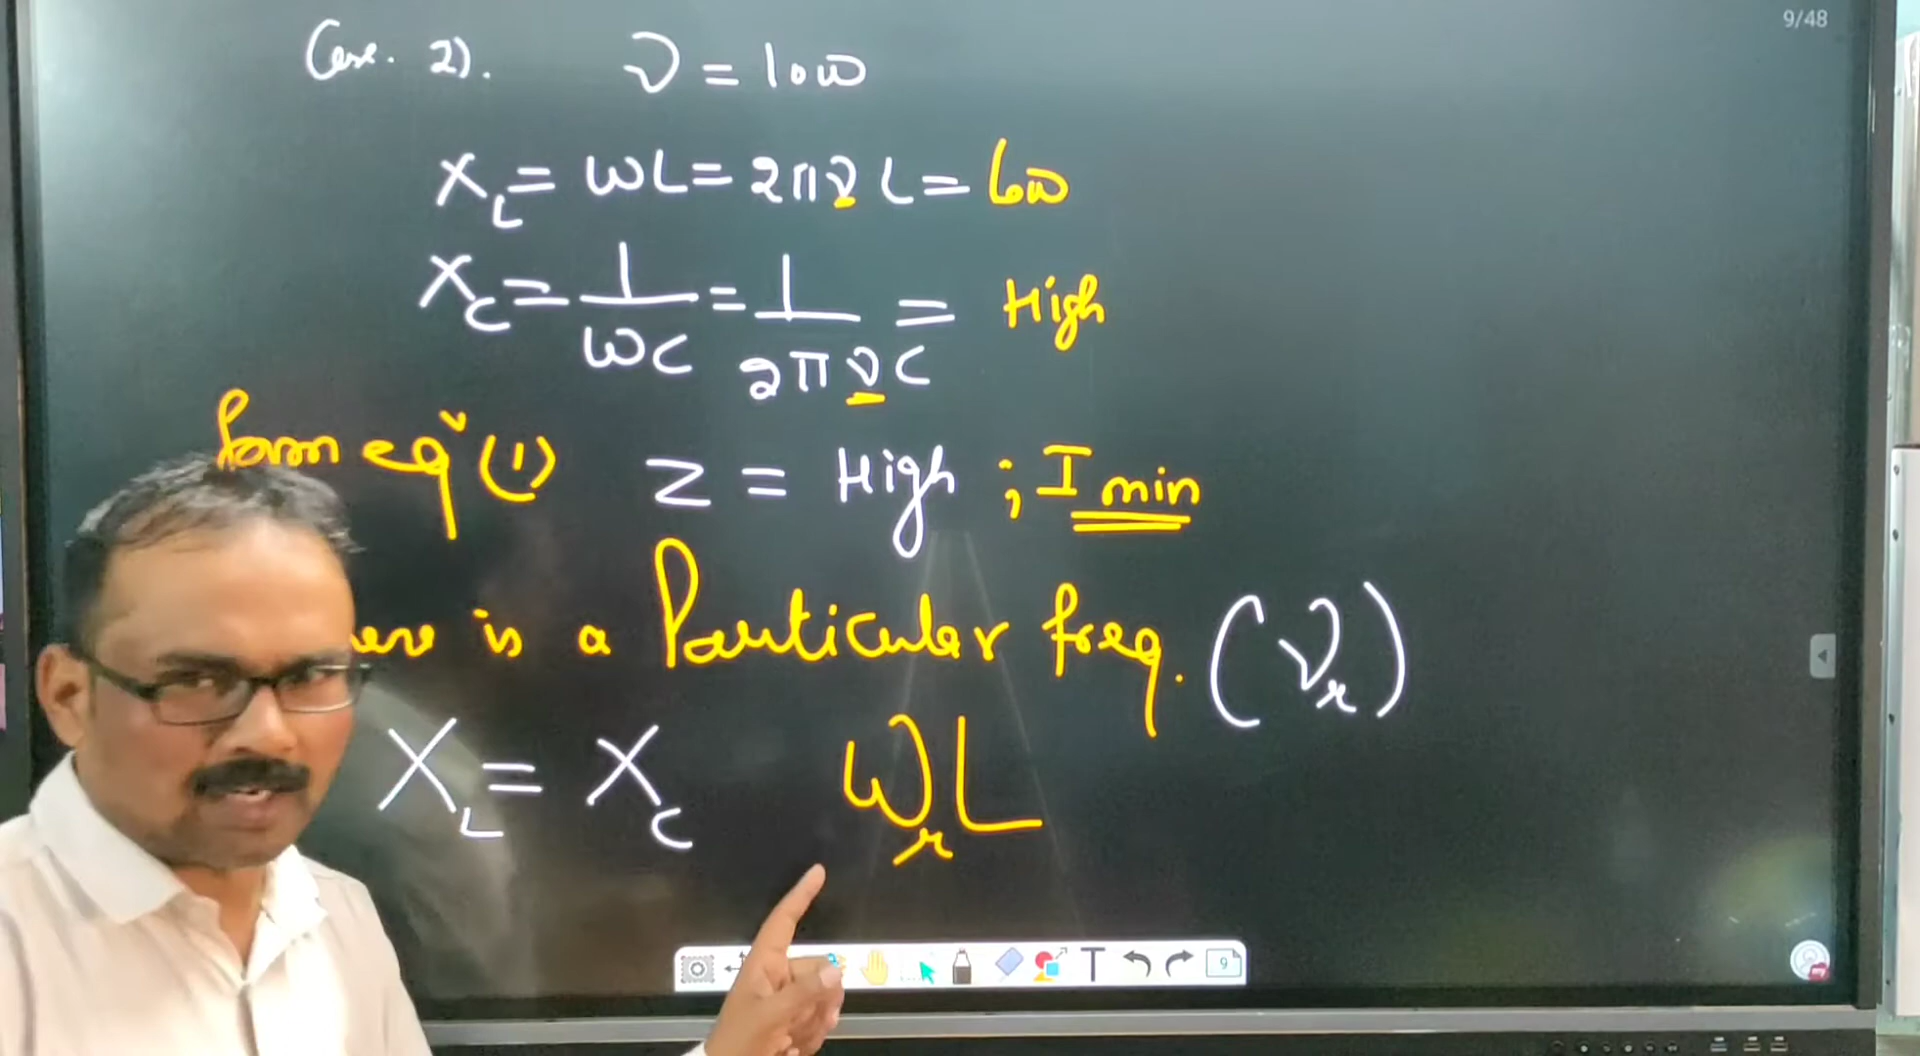 9/48
Case. 2). ν = low
X_L = ωL = 2πνL = low
X_C = 1/ωC = 1/2πνC = High
from eqⁿ (1) Z = High ; I min
is a Particular freq. (ν_r)
X_L = X_C ω_r L
T 9